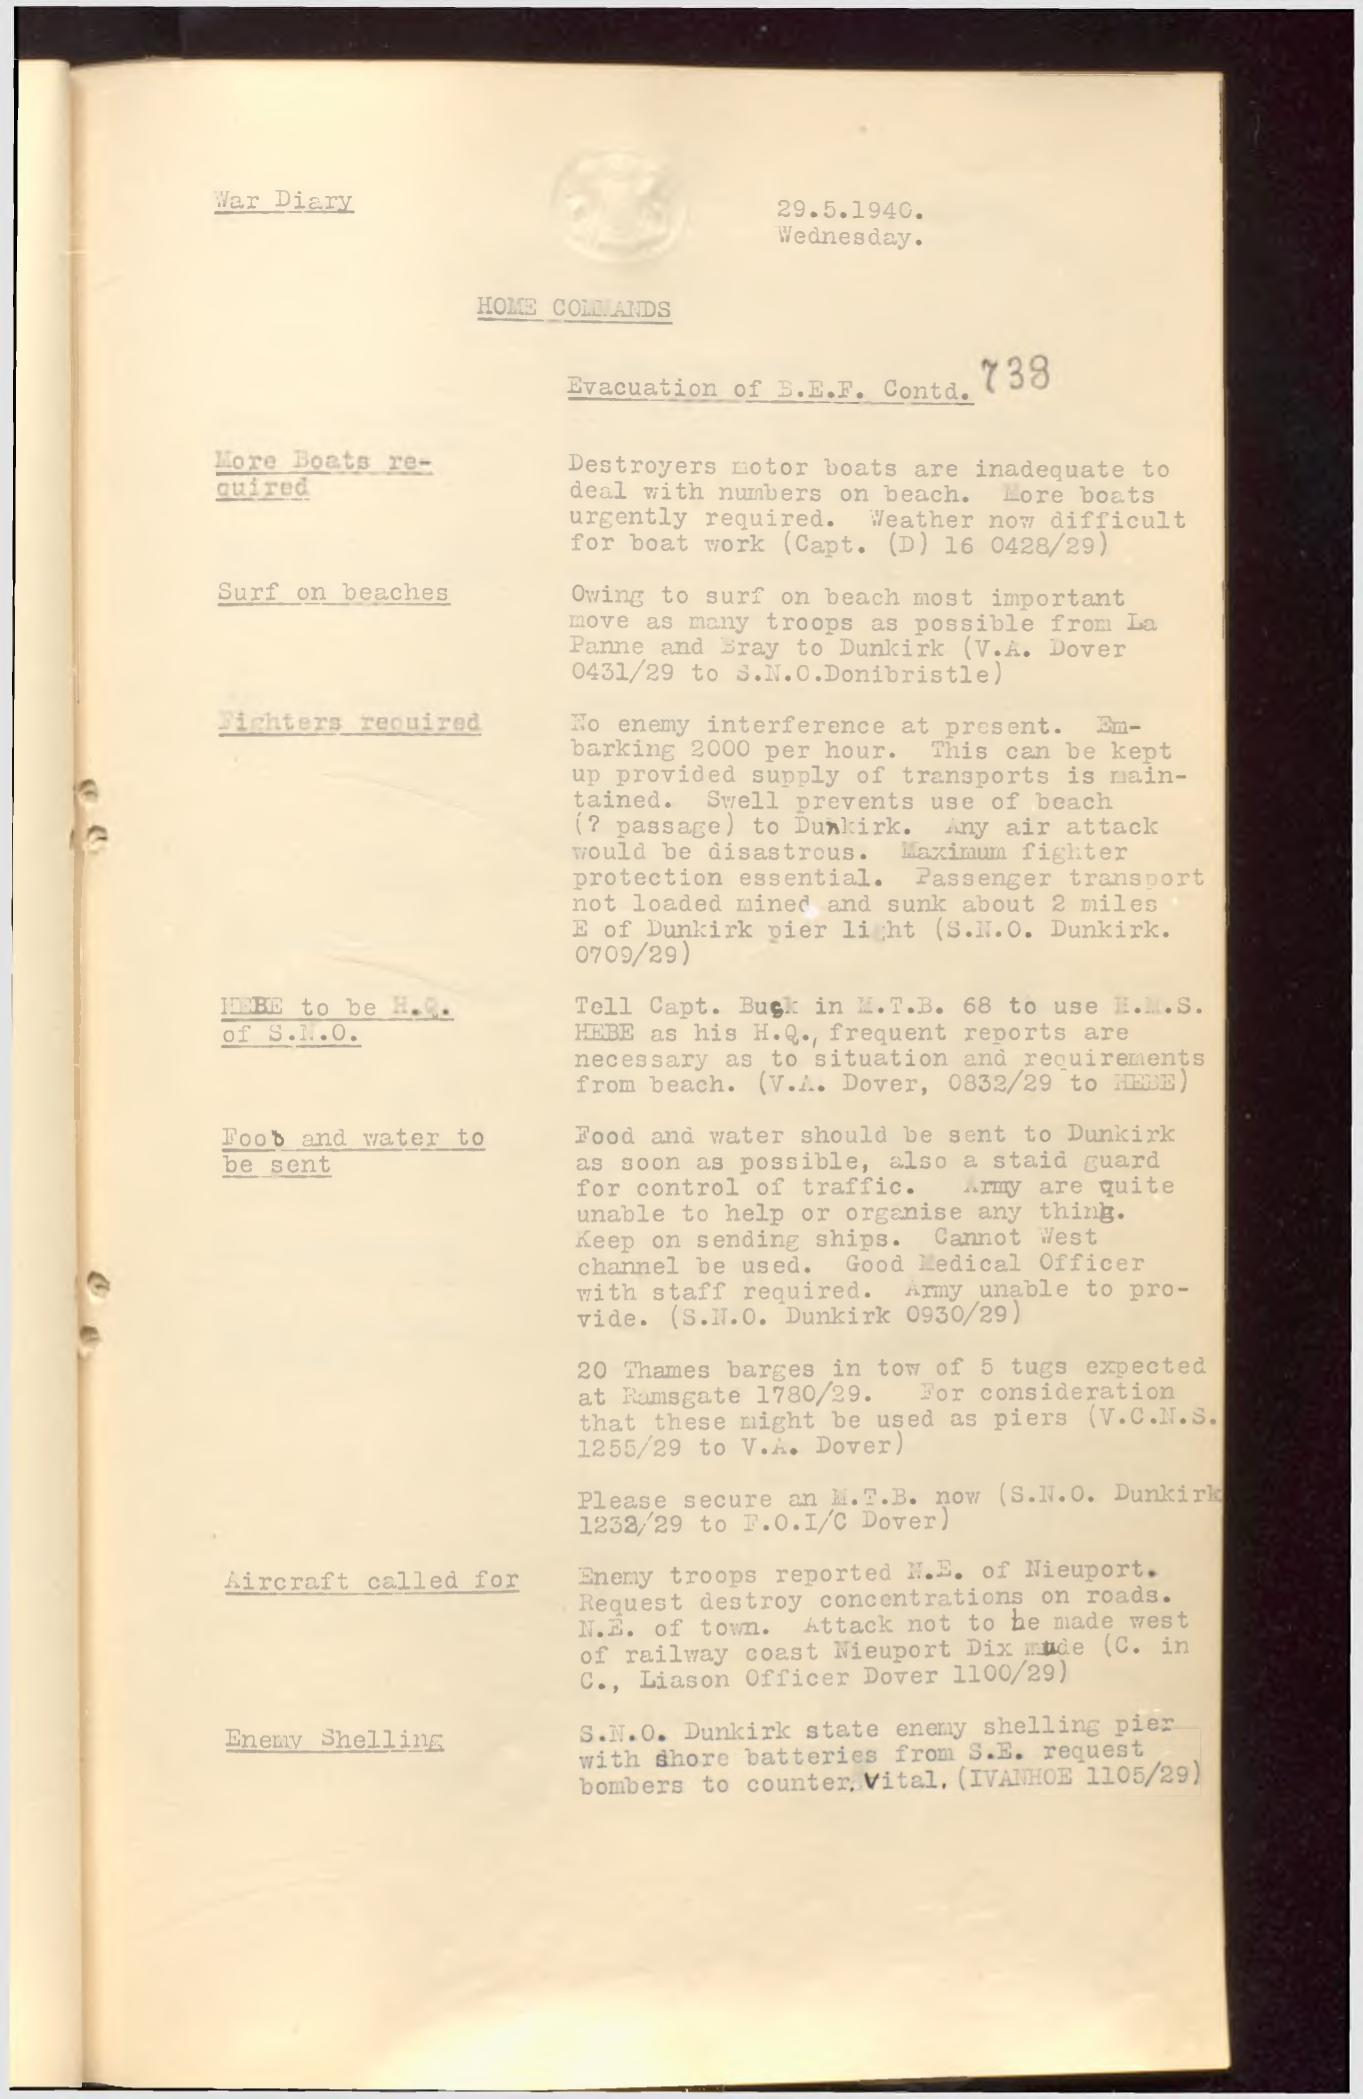 War Diary
29.5.1940.
Wednesday.
HOME COMMANDS
Evacuation of B.E.F. Contd. 738
More Boats re-
quired
Destroyers motor boats are inadequate to
deal with numbers on beach. More boats
urgently required. Weather now difficult
for boat work (Capt. (D) 16 0428/29)
Surf on beaches
Owing to surf on beach most important
move as many troops as possible from La
Panne and Bray to Dunkirk (V.A. Dover
0431/29 to S.N.O.Donibristle)
Fighters required
No enemy interference at present. Em-
barking 2000 per hour. This can be kept
up provided supply of transports is main-
tained. Swell prevents use of beach
(? passage) to Dunkirk. Any air attack
would be disastrous. Maximum fighter
protection essential. Passenger transport
not loaded mined and sunk about 2 miles
E of Dunkirk pier light (S.N.O. Dunkirk.
0709/29)
HEBE to be H.Q.
of S.N.O.
Tell Capt. in M.T.B. 68 to use H.M.S.
HEBE as his H.Q., frequent reports are
necessary as to situation and requirements
from beach. (V.A. Dover, 0832/29 to HEBE)
Food and water to
be sent
Food and water should be sent to Dunkirk
as soon as possible, also a staid guard
for control of traffic. Army are quite
unable to help or organise any thing.
Keep on sending ships. Cannot West
channel be used. Good Medical Officer
with staff required. Army unable to pro-
vide. (S.N.O. Dunkirk 0930/29)
20 Thames barges in tow of 5 tugs expected
at Ramsgate 1780/29. For consideration
that these might be used as piers (V.C.N.S.
1255/29 to V.A. Dover)
Please secure an M.T.B. now (S.N.O. Dunkirk
1232/29 to F.O.I/C Dover)
Aircraft called for
Enemy troops reported N.E. of Nieuport.
Request destroy concentrations on roads.
N.E. of town. Attack not to be made west
of railway coast Nieuport Dix mude (C. in
C., Liason Officer Dover 1100/29)
Enemy Shelling
S.N.O. Dunkirk state enemy shelling pier
with shore batteries from S.E. request
bombers to counter. Vital. (IVANHOE 1105/29)